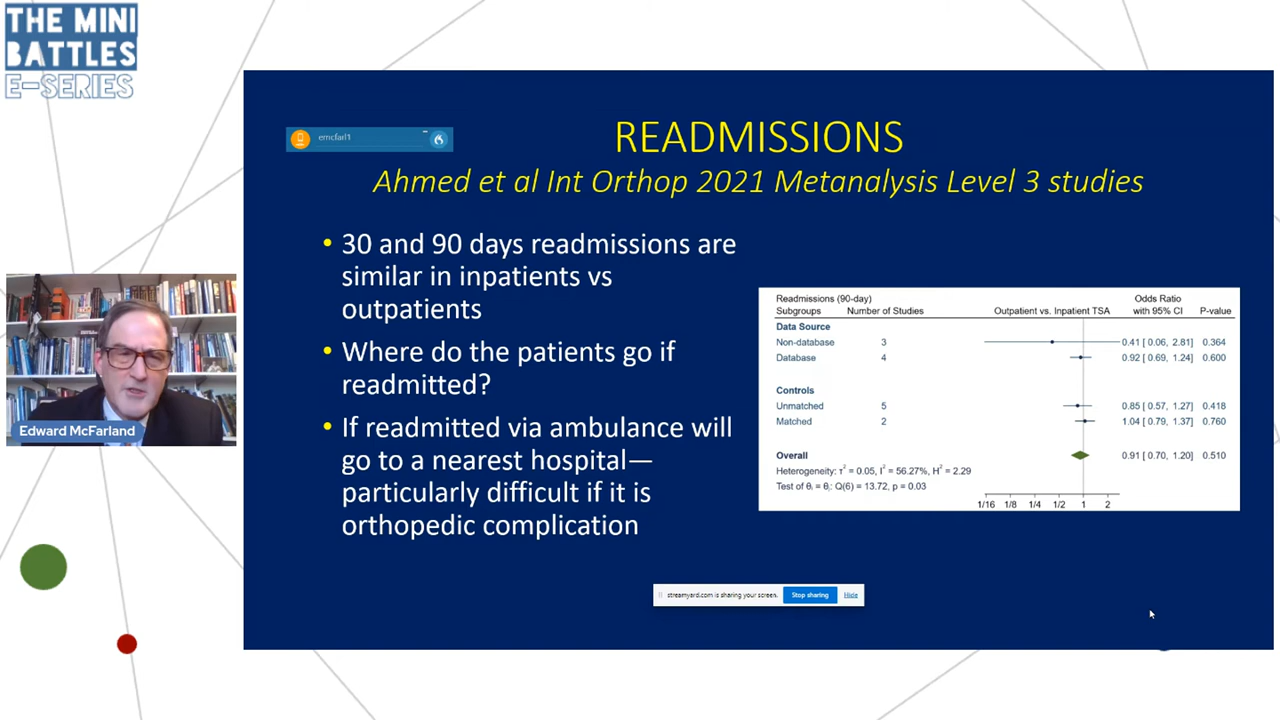 THE MINI
BATTLES
E-SERIES
emcfarl1
READMISSIONS
Ahmed et al Int Orthop 2021 Metanalysis Level 3 studies
• 30 and 90 days readmissions are
similar in inpatients vs
outpatients
• Where do the patients go if
readmitted?
• If readmitted via ambulance will
go to a nearest hospital—
particularly difficult if it is
orthopedic complication
Edward McFarland
Readmissions (90-day) Odds Ratio
Subgroups Number of Studies Outpatient vs. Inpatient TSA with 95% CI P-value
Data Source
Non-database 3 0.41 [ 0.06, 2.81] 0.364
Database 4 0.92 [ 0.69, 1.24] 0.600
Controls
Unmatched 5 0.85 [ 0.57, 1.27] 0.418
Matched 2 1.04 [ 0.79, 1.37] 0.760
Overall 0.91 [ 0.70, 1.20] 0.510
Heterogeneity: τ² = 0.05, I² = 56.27%, H² = 2.29
Test of θᵢ = θⱼ: Q(6) = 13.72, p = 0.03
1/16 1/8 1/4 1/2 1 2
streamyard.com is sharing your screen. Stop sharing Hide